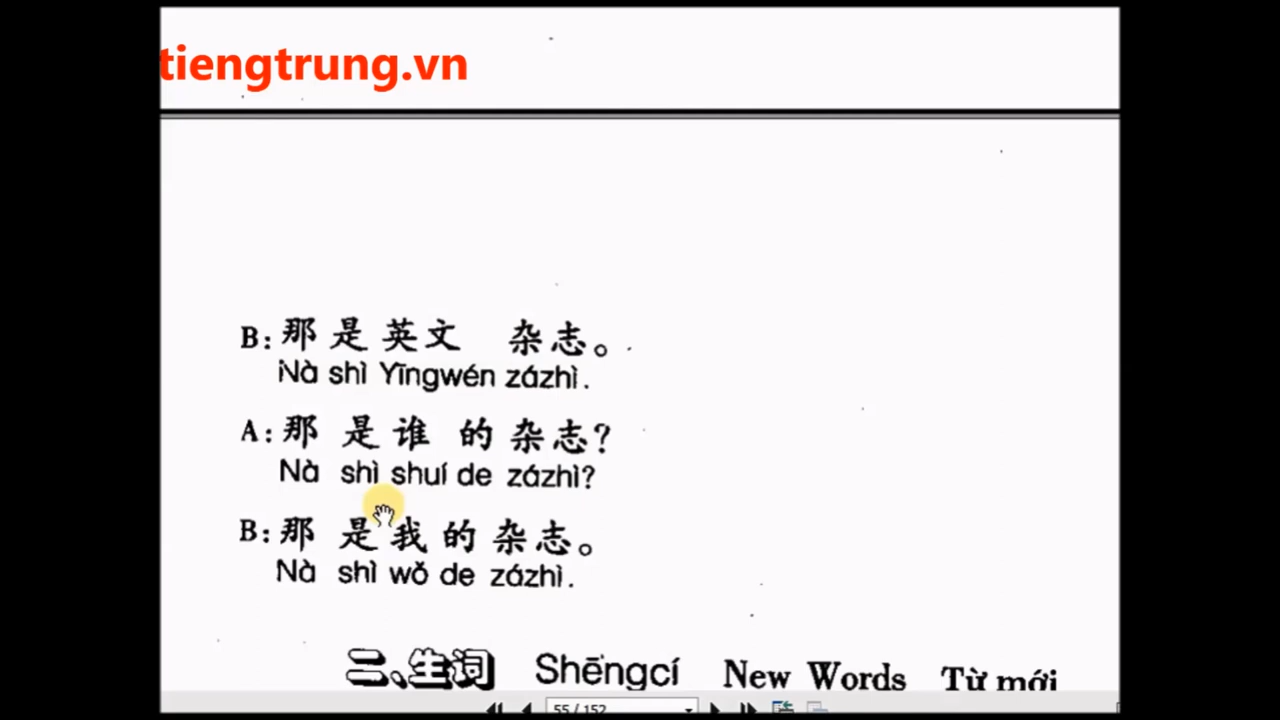 tiengtrung.vn
B: 那是英文 杂志。
Nà shì Yīngwén zázhì.
A: 那 是谁 的杂志?
Nà shì shuí de zázhì?
B: 那 是我的杂志。
Nà shì wǒ de zázhì.
二、生词 Shēngcí New Words Từ mới
55 / 152